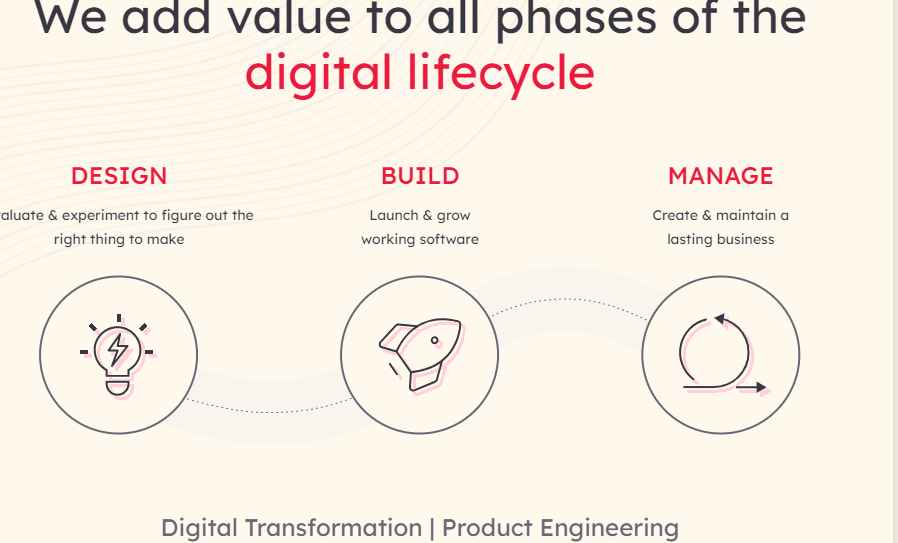 We add value to all phases of the
digital lifecycle
DESIGN
aluate & experiment to figure out the
right thing to make
BUILD
Launch & grow
working software
MANAGE
Create & maintain a
lasting business
Digital Transformation | Product Engineering